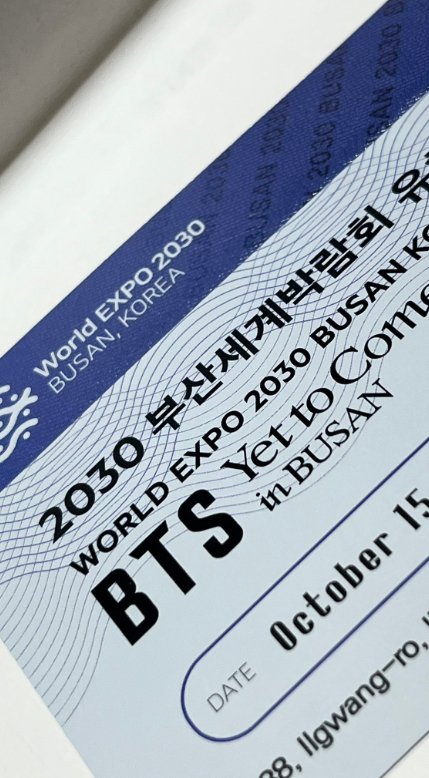 BUSAN 2030 BUSAN 2030
World EXPO 2030
BUSAN, KOREA
2030 부산세계박람회
WORLD EXPO 2030 BUSAN
BTS Yet to Come
in BUSAN
DATE October 15
Ilgwang-ro,